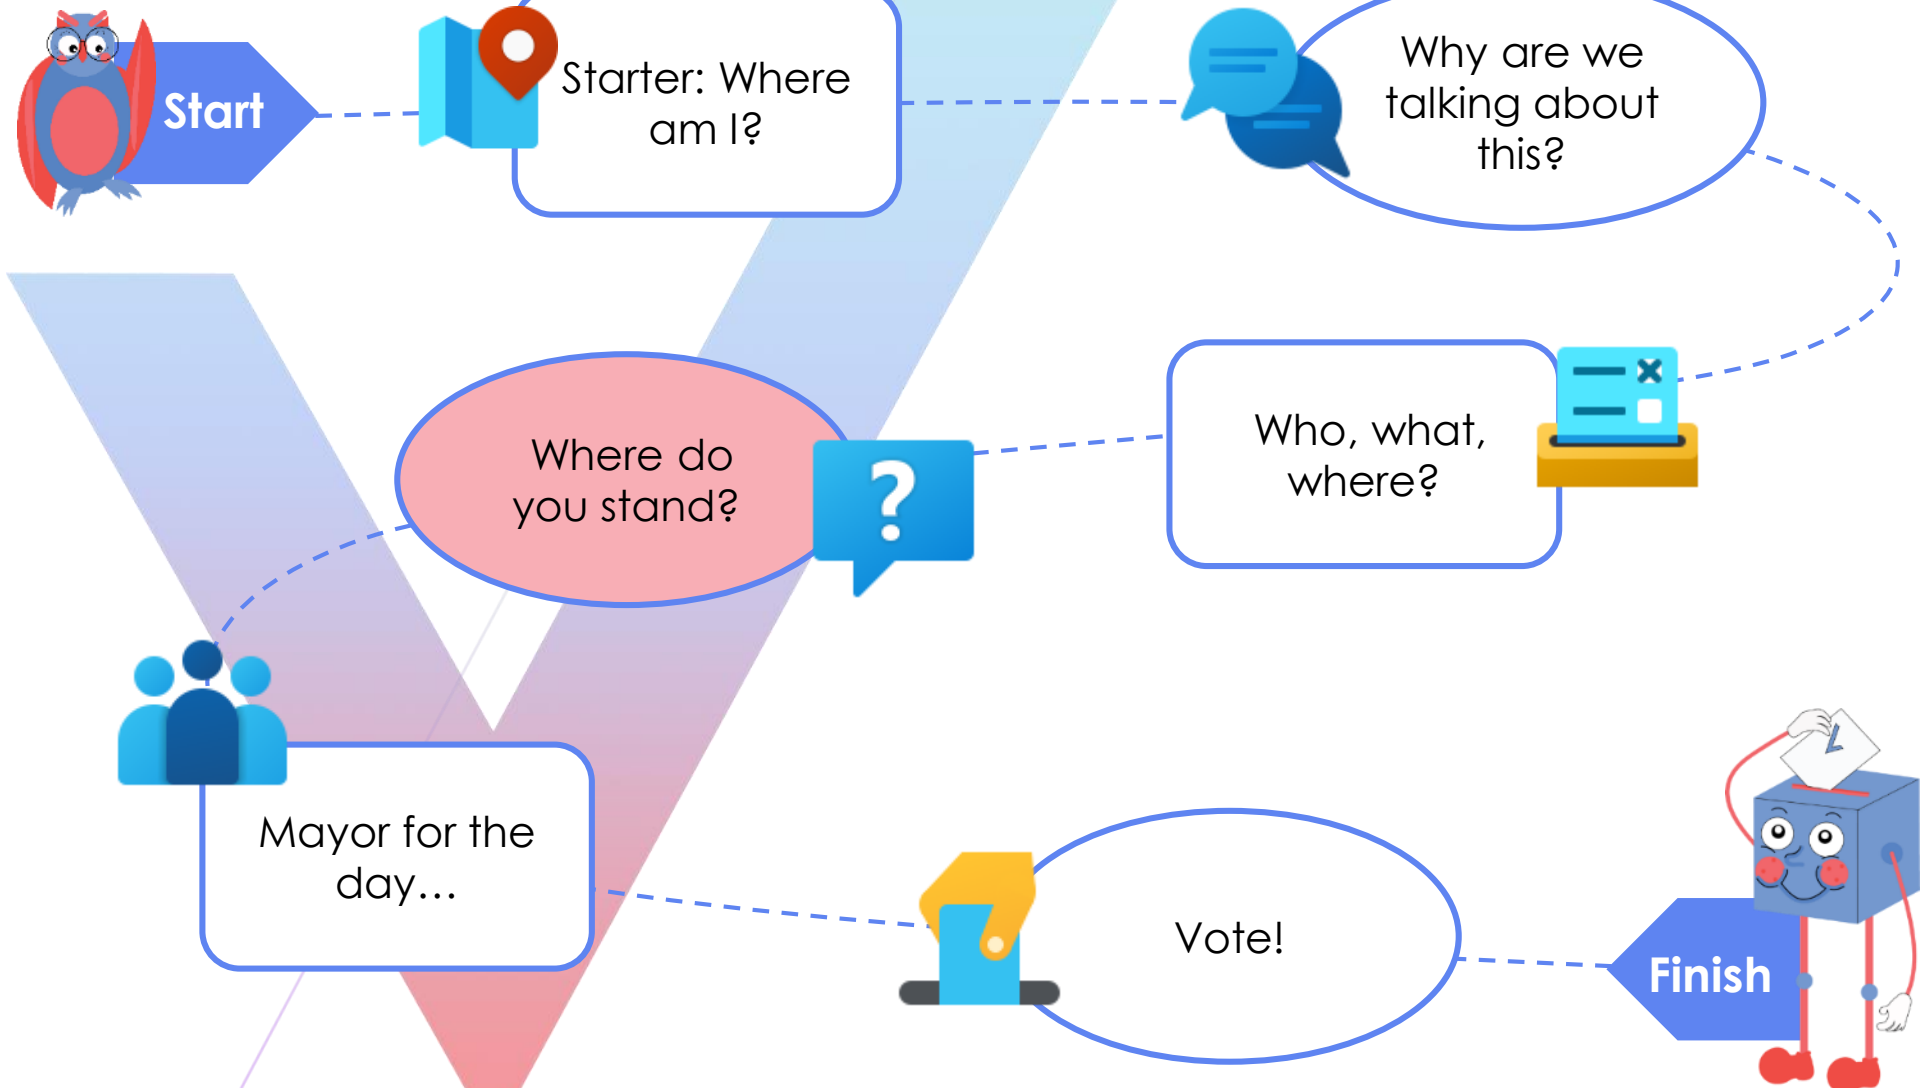 Start
Starter: Where
am I?
Why are we
talking about
this?
Who, what,
where?
Where do
you stand?
?
Mayor for the
day...
Vote!
Finish